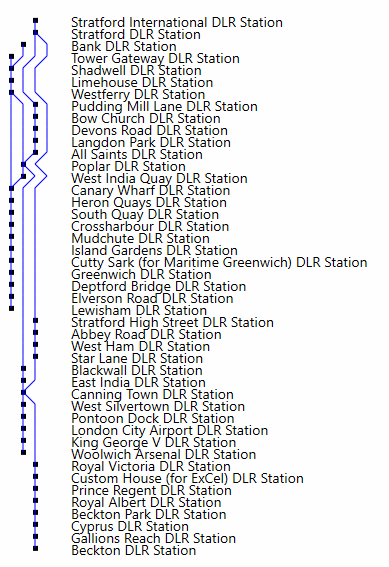 Stratford International DLR Station
Stratford DLR Station
Bank DLR Station
Tower Gateway DLR Station
Shadwell DLR Station
Limehouse DLR Station
Westferry DLR Station
Pudding Mill Lane DLR Station
Bow Church DLR Station
Devons Road DLR Station
Langdon Park DLR Station
All Saints DLR Station
Poplar DLR Station
West India Quay DLR Station
Canary Wharf DLR Station
Heron Quays DLR Station
South Quay DLR Station
Crossharbour DLR Station
Mudchute DLR Station
Island Gardens DLR Station
Cutty Sark (for Maritime Greenwich) DLR Station
Greenwich DLR Station
Deptford Bridge DLR Station
Elverson Road DLR Station
Lewisham DLR Station
Stratford High Street DLR Station
Abbey Road DLR Station
West Ham DLR Station
Star Lane DLR Station
Blackwall DLR Station
East India DLR Station
Canning Town DLR Station
West Silvertown DLR Station
Pontoon Dock DLR Station
London City Airport DLR Station
King George V DLR Station
Woolwich Arsenal DLR Station
Royal Victoria DLR Station
Custom House (for ExCel) DLR Station
Prince Regent DLR Station
Royal Albert DLR Station
Beckton Park DLR Station
Cyprus DLR Station
Gallions Reach DLR Station
Beckton DLR Station